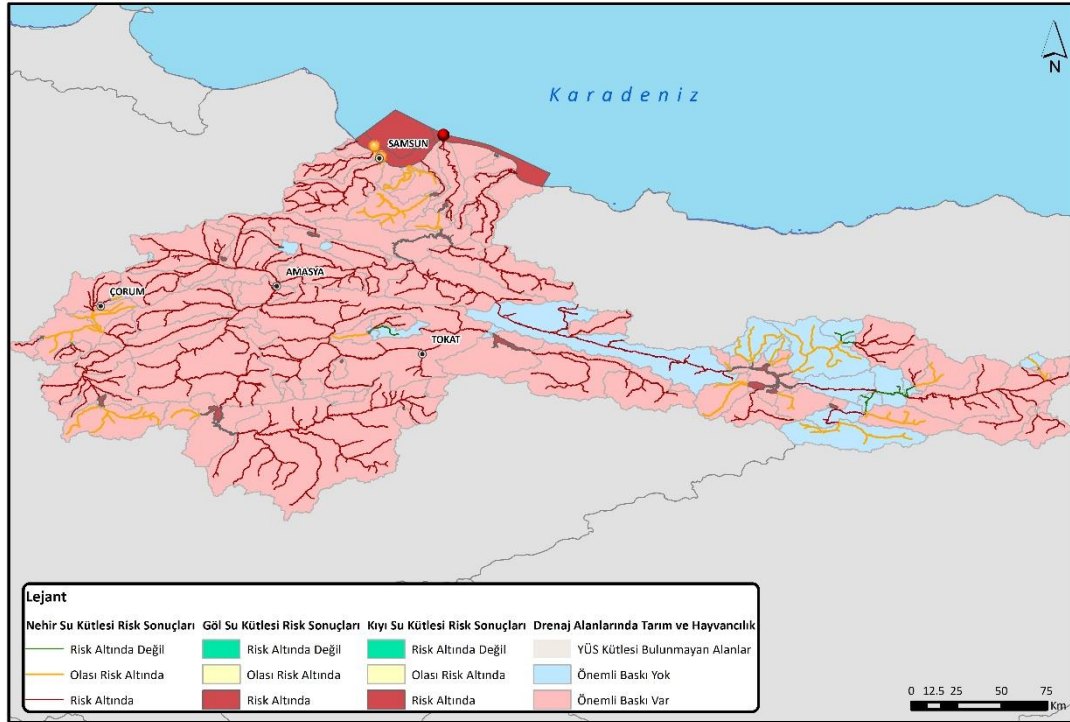 N
Karadeniz
SAMSUN
AMASYA
ÇORUM
TOKAT
Lejant
Nehir Su Kütlesi Risk Sonuçları Göl Su Kütlesi Risk Sonuçları Kıyı Su Kütlesi Risk Sonuçları Drenaj Alanlarında Tarım ve Hayvancılık
Risk Altında Değil Risk Altında Değil Risk Altında Değil YÜS Kütlesi Bulunmayan Alanlar
Olası Risk Altında Olası Risk Altında Olası Risk Altında Önemli Baskı Yok
Risk Altında Risk Altında Risk Altında Önemli Baskı Var
0 12.5 25 50 75
Km